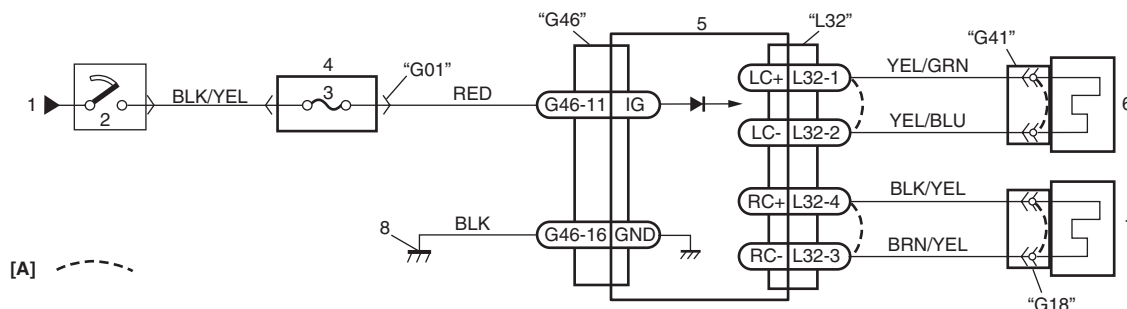 "G46"
5
"L32"
"G41"
4
"G01"
LC+ L32-1
YEL/GRN
1
2
BLK/YEL
3
RED
G46-11 IG
6
LC- L32-2
YEL/BLU
RC+ L32-4
BLK/YEL
8
BLK
G46-16 GND
RC- L32-3
BRN/YEL
[A]
"G18"